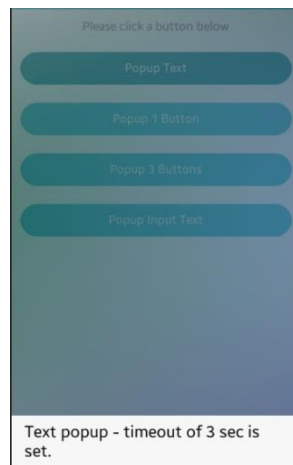 Please click a button below
Popup Text
Popup 1 Button
Popup 3 Buttons
Popup Input Text
Text popup - timeout of 3 sec is
set.